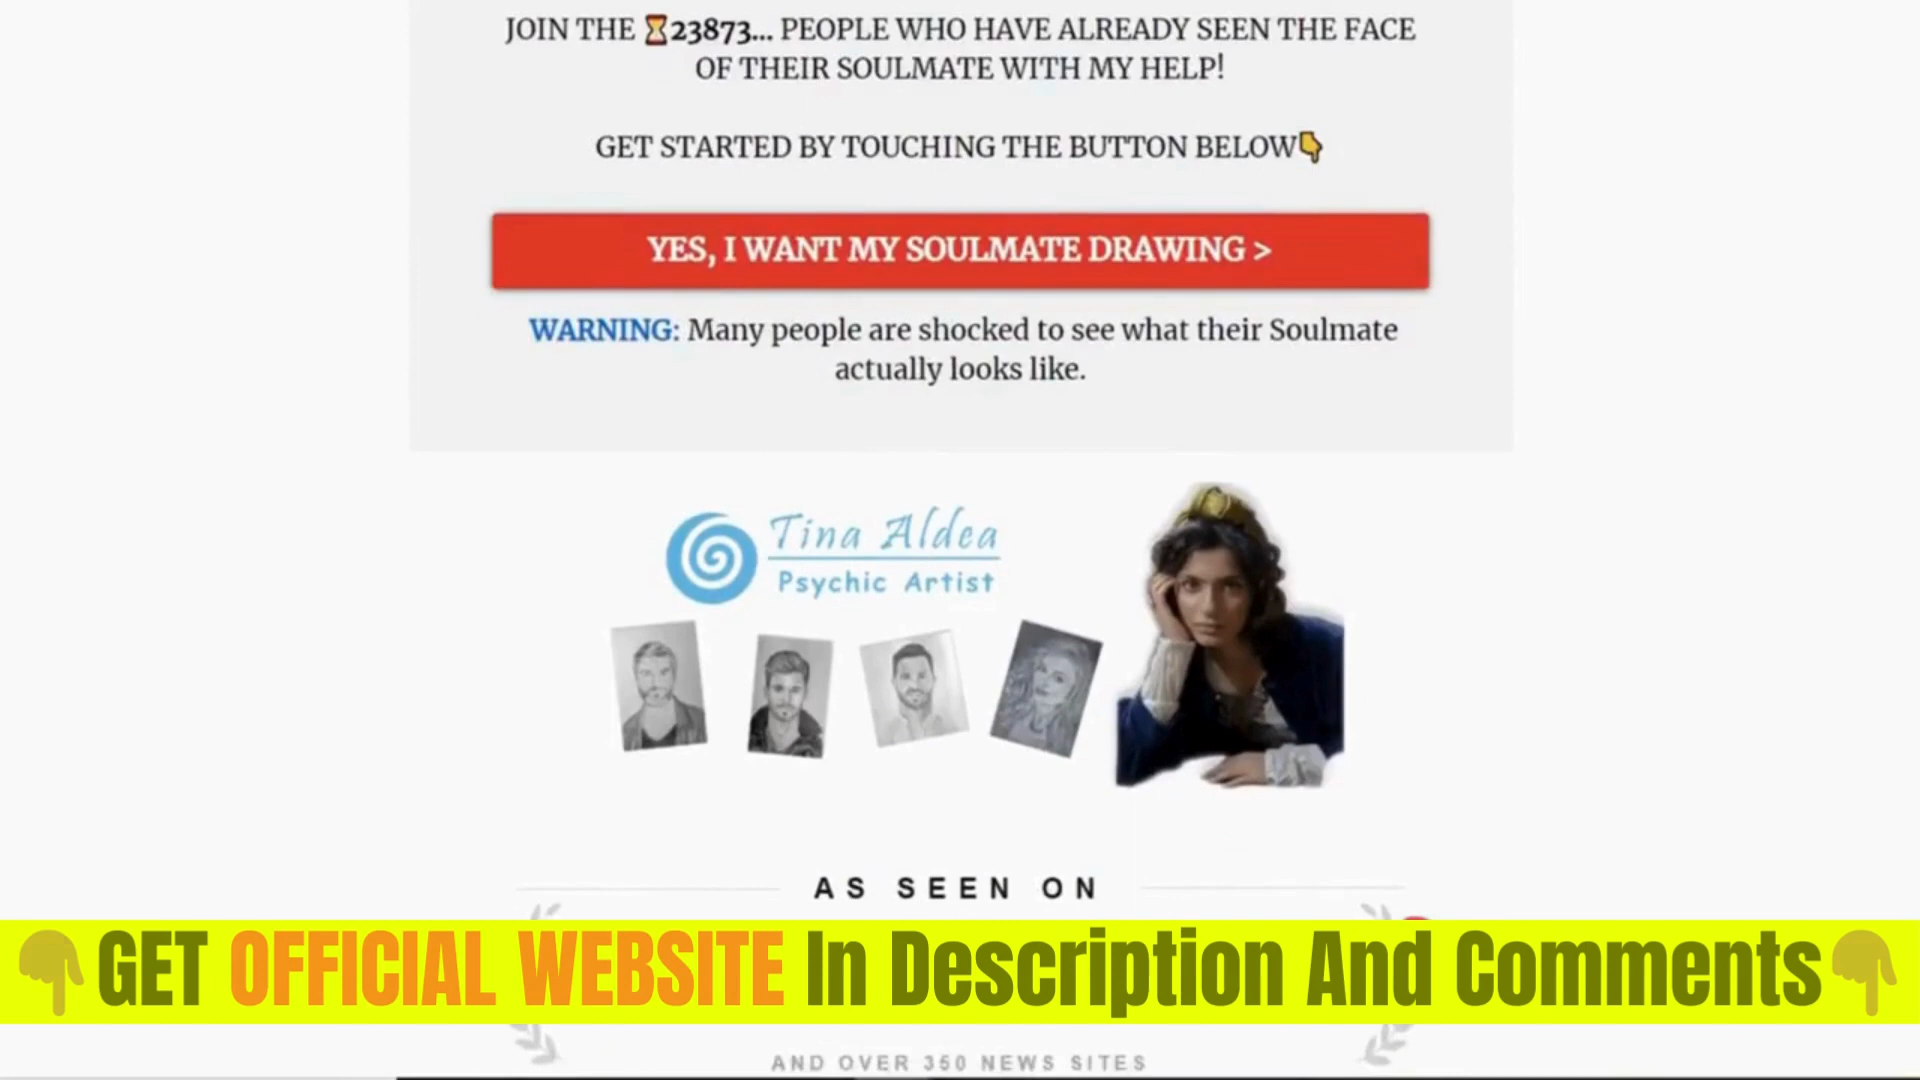 JOIN THE ⏳23873... PEOPLE WHO HAVE ALREADY SEEN THE FACE
OF THEIR SOULMATE WITH MY HELP!
GET STARTED BY TOUCHING THE BUTTON BELOW👇
YES, I WANT MY SOULMATE DRAWING >
WARNING: Many people are shocked to see what their Soulmate
actually looks like.
Tina Aldea
Psychic Artist
AS SEEN ON
👇GET OFFICIAL WEBSITE In Description And Comments👇
AND OVER 350 NEWS SITES